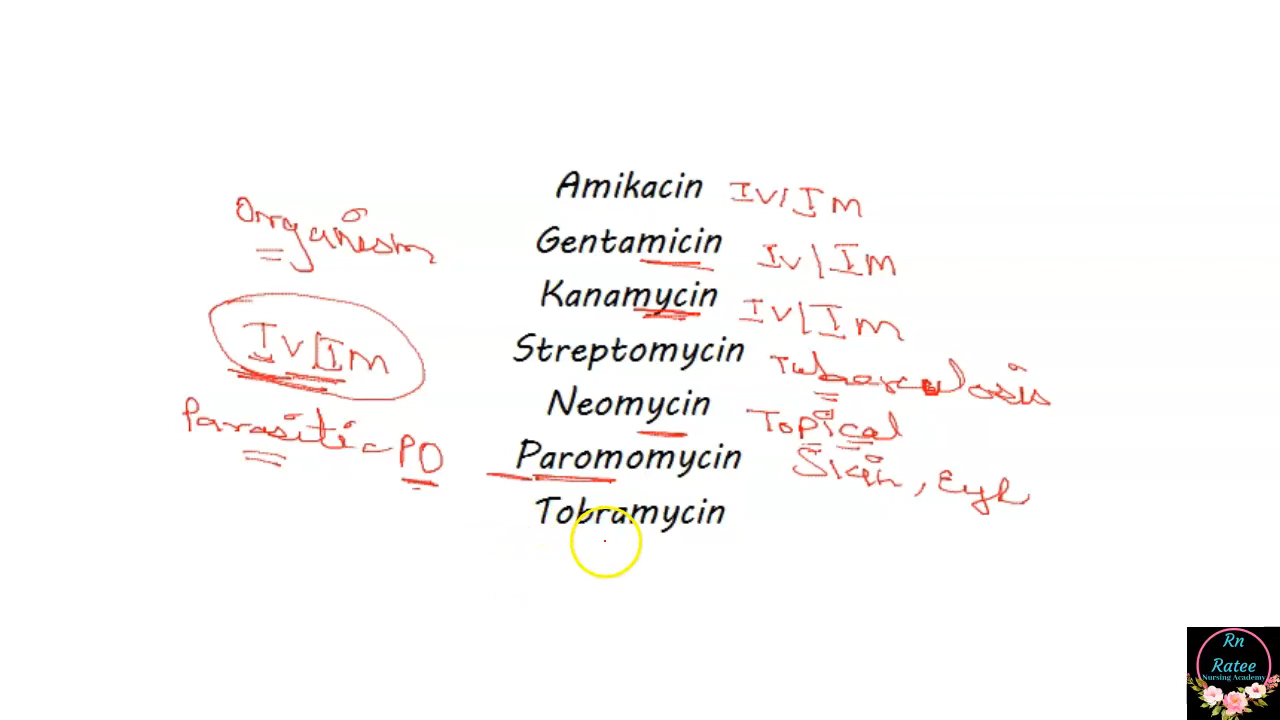 Amikacin IV/IM
Organism
Gentamicin IV/IM
Kanamycin IV/IM
IV/IM
Streptomycin Tuberculosis
Neomycin Topical
Parasitic PO
Paromomycin Skin, Eye
Tobramycin
Rn
Ratee
Nursing Academy